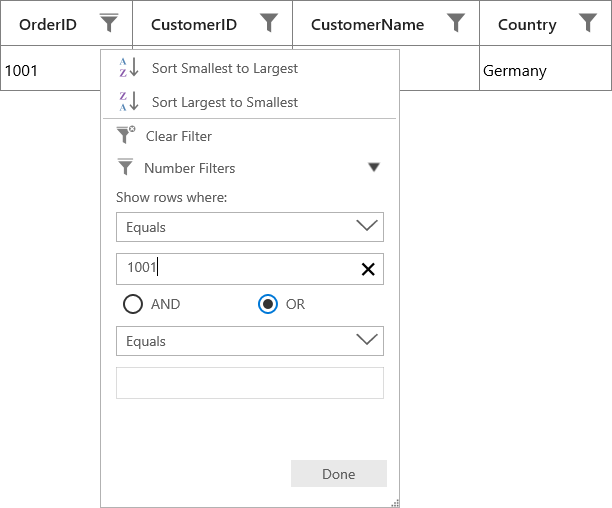 OrderID CustomerID CustomerName Country
1001 Germany
Sort Smallest to Largest
Sort Largest to Smallest
Clear Filter
Number Filters
Show rows where:
Equals
1001
AND OR
Equals
Done